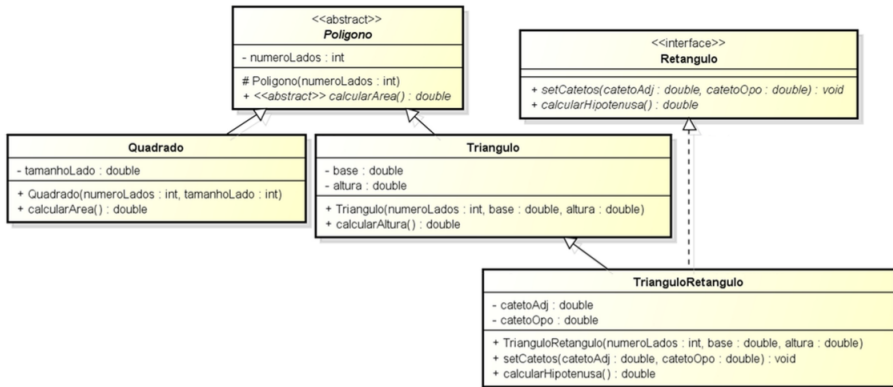 <<abstract>>
Poligono
- numeroLados : int
# Poligono(numeroLados : int)
+ <<abstract>> calcularArea() : double
<<interface>>
Retangulo
+ setCatetos(catetoAdj : double, catetoOpo : double) : void
+ calcularHipotenusa() : double
Quadrado
- tamanhoLado : double
+ Quadrado(numeroLados : int, tamanhoLado : int)
+ calcularArea() : double
Triangulo
- base : double
- altura : double
+ Triangulo(numeroLados : int, base : double, altura : double)
+ calcularAltura() : double
TrianguloRetangulo
- catetoAdj : double
- catetoOpo : double
+ TrianguloRetangulo(numeroLados : int, base : double, altura : double)
+ setCatetos(catetoAdj : double, catetoOpo : double) : void
+ calcularHipotenusa() : double